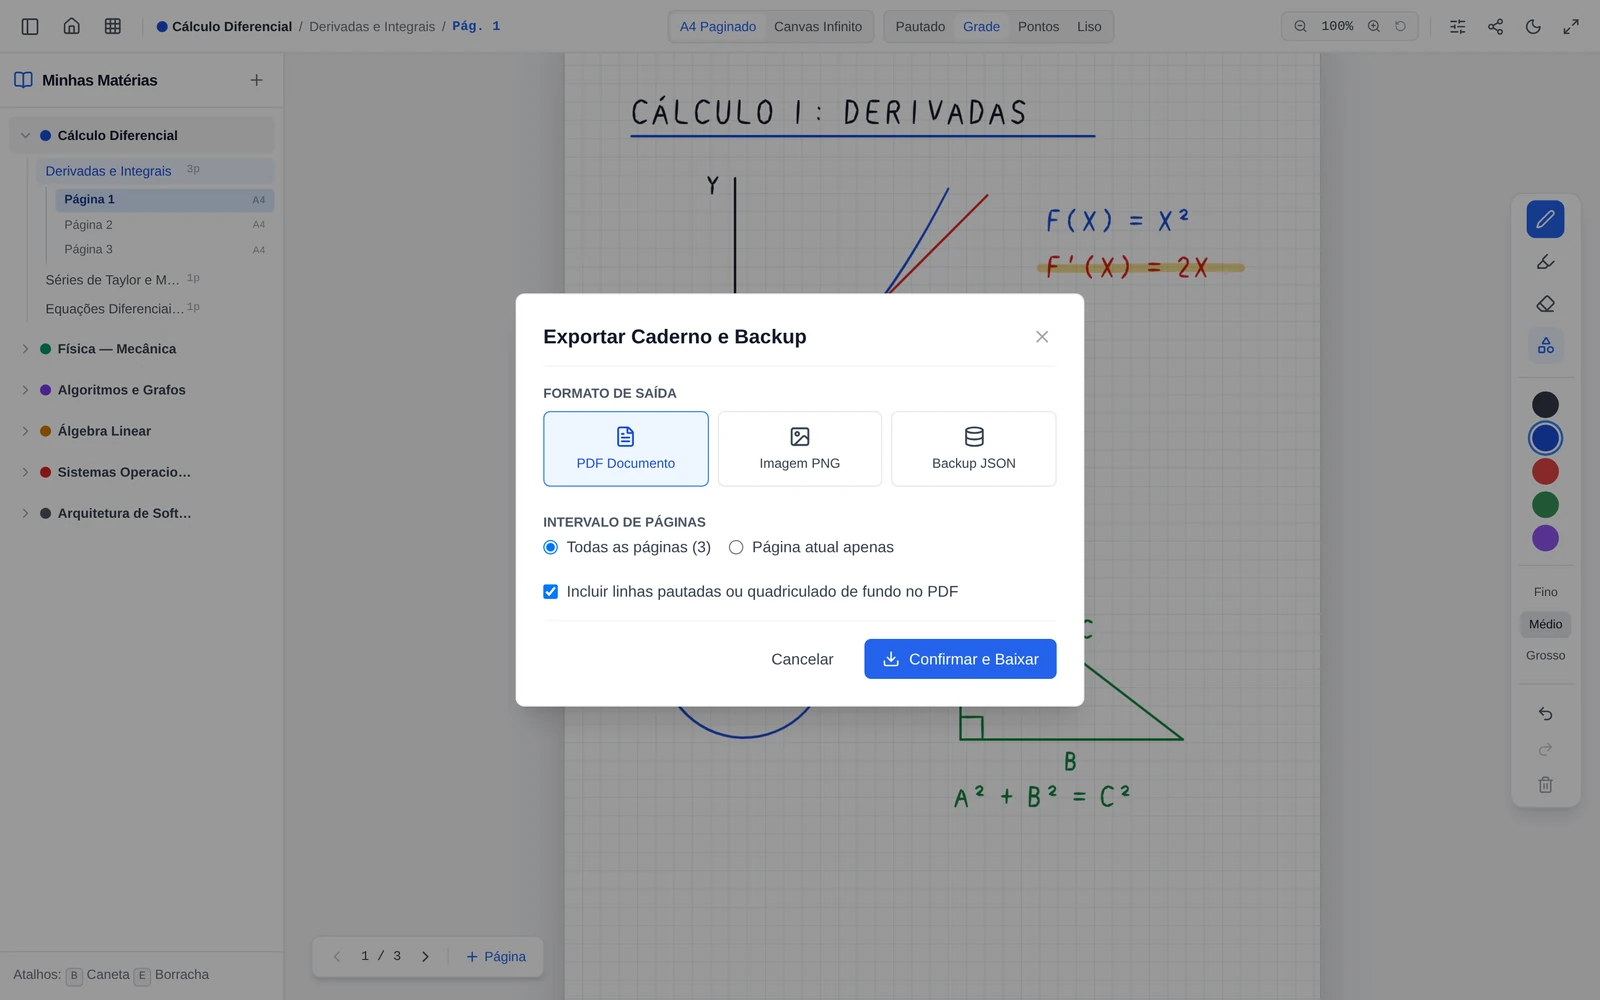 Cálculo Diferencial / Derivadas e Integrais / Pág. 1
A4 Paginado Canvas Infinito
Pautado Grade Pontos Liso
100%
Minhas Matérias
Cálculo Diferencial
Derivadas e Integrais 3p
Página 1 A4
Página 2 A4
Página 3 A4
Séries de Taylor e M... 1p
Equações Diferenciai... 1p
Física — Mecânica
Algoritmos e Grafos
Álgebra Linear
Sistemas Operacio...
Arquitetura de Soft...
Atalhos: B Caneta E Borracha
CÁLCULO I: DERIVADAS
Y
F(X) = X²
F'(X) = 2X
Exportar Caderno e Backup
FORMATO DE SAÍDA
PDF Documento
Imagem PNG
Backup JSON
INTERVALO DE PÁGINAS
Todas as páginas (3) Página atual apenas
Incluir linhas pautadas ou quadriculado de fundo no PDF
Cancelar Confirmar e Baixar
C
B
A² + B² = C²
1 / 3 + Página
Fino
Médio
Grosso